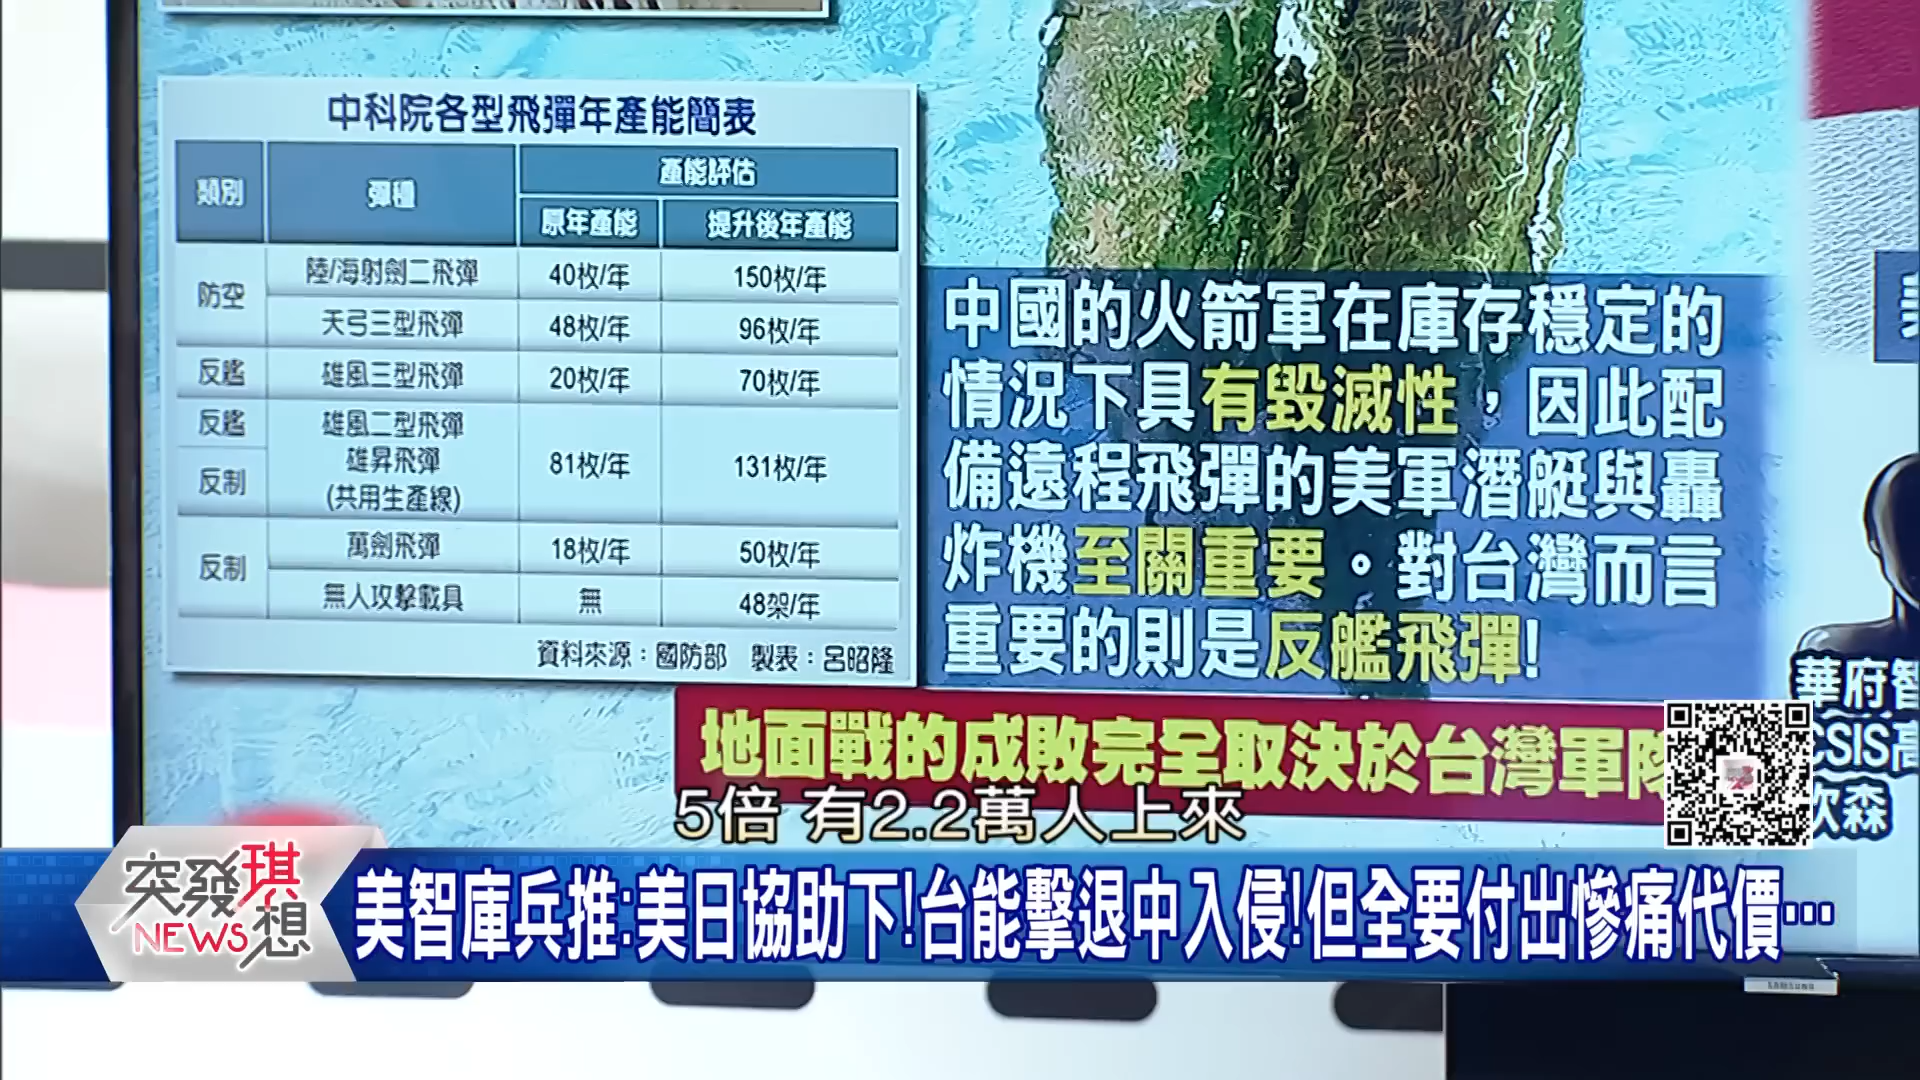 中科院各型飛彈年產能簡表
類別 彈種 產能評估
原年產能 提升後年產能
防空 陸/海射劍二飛彈 40枚/年 150枚/年
天弓三型飛彈 48枚/年 96枚/年
反艦 雄風三型飛彈 20枚/年 70枚/年
反艦 雄風二型飛彈
雄昇飛彈 81枚/年 131枚/年
反制 (共用生產線)
反制 萬劍飛彈 18枚/年 50枚/年
無人攻擊載具 無 48架/年
資料來源：國防部 製表：呂昭隆
中國的火箭軍在庫存穩定的
情況下具有毀滅性，因此配
備遠程飛彈的美軍潛艇與轟
炸機至關重要。對台灣而言
重要的則是反艦飛彈!
華府智
CSIS高
坎森
地面戰的成敗完全取決於台灣軍隊
5倍 有2.2萬人上來
突發琪想
NEWS
美智庫兵推:美日協助下!台能擊退中入侵!但全要付出慘痛代價…